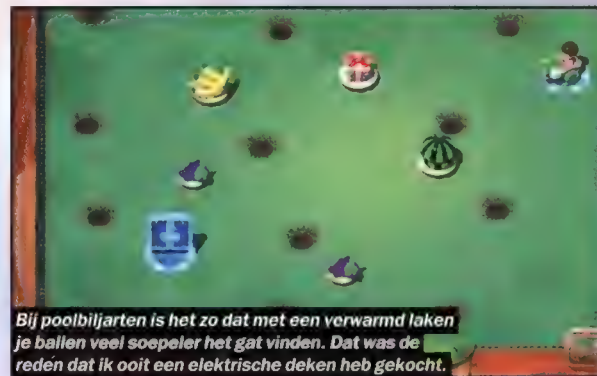 Bij poolbiljarten is het zo dat met een verwarmd laken
je ballen veel soepeler het gat vinden. Dat was de
reden dat ik ooit een elektrische deken heb gekocht.